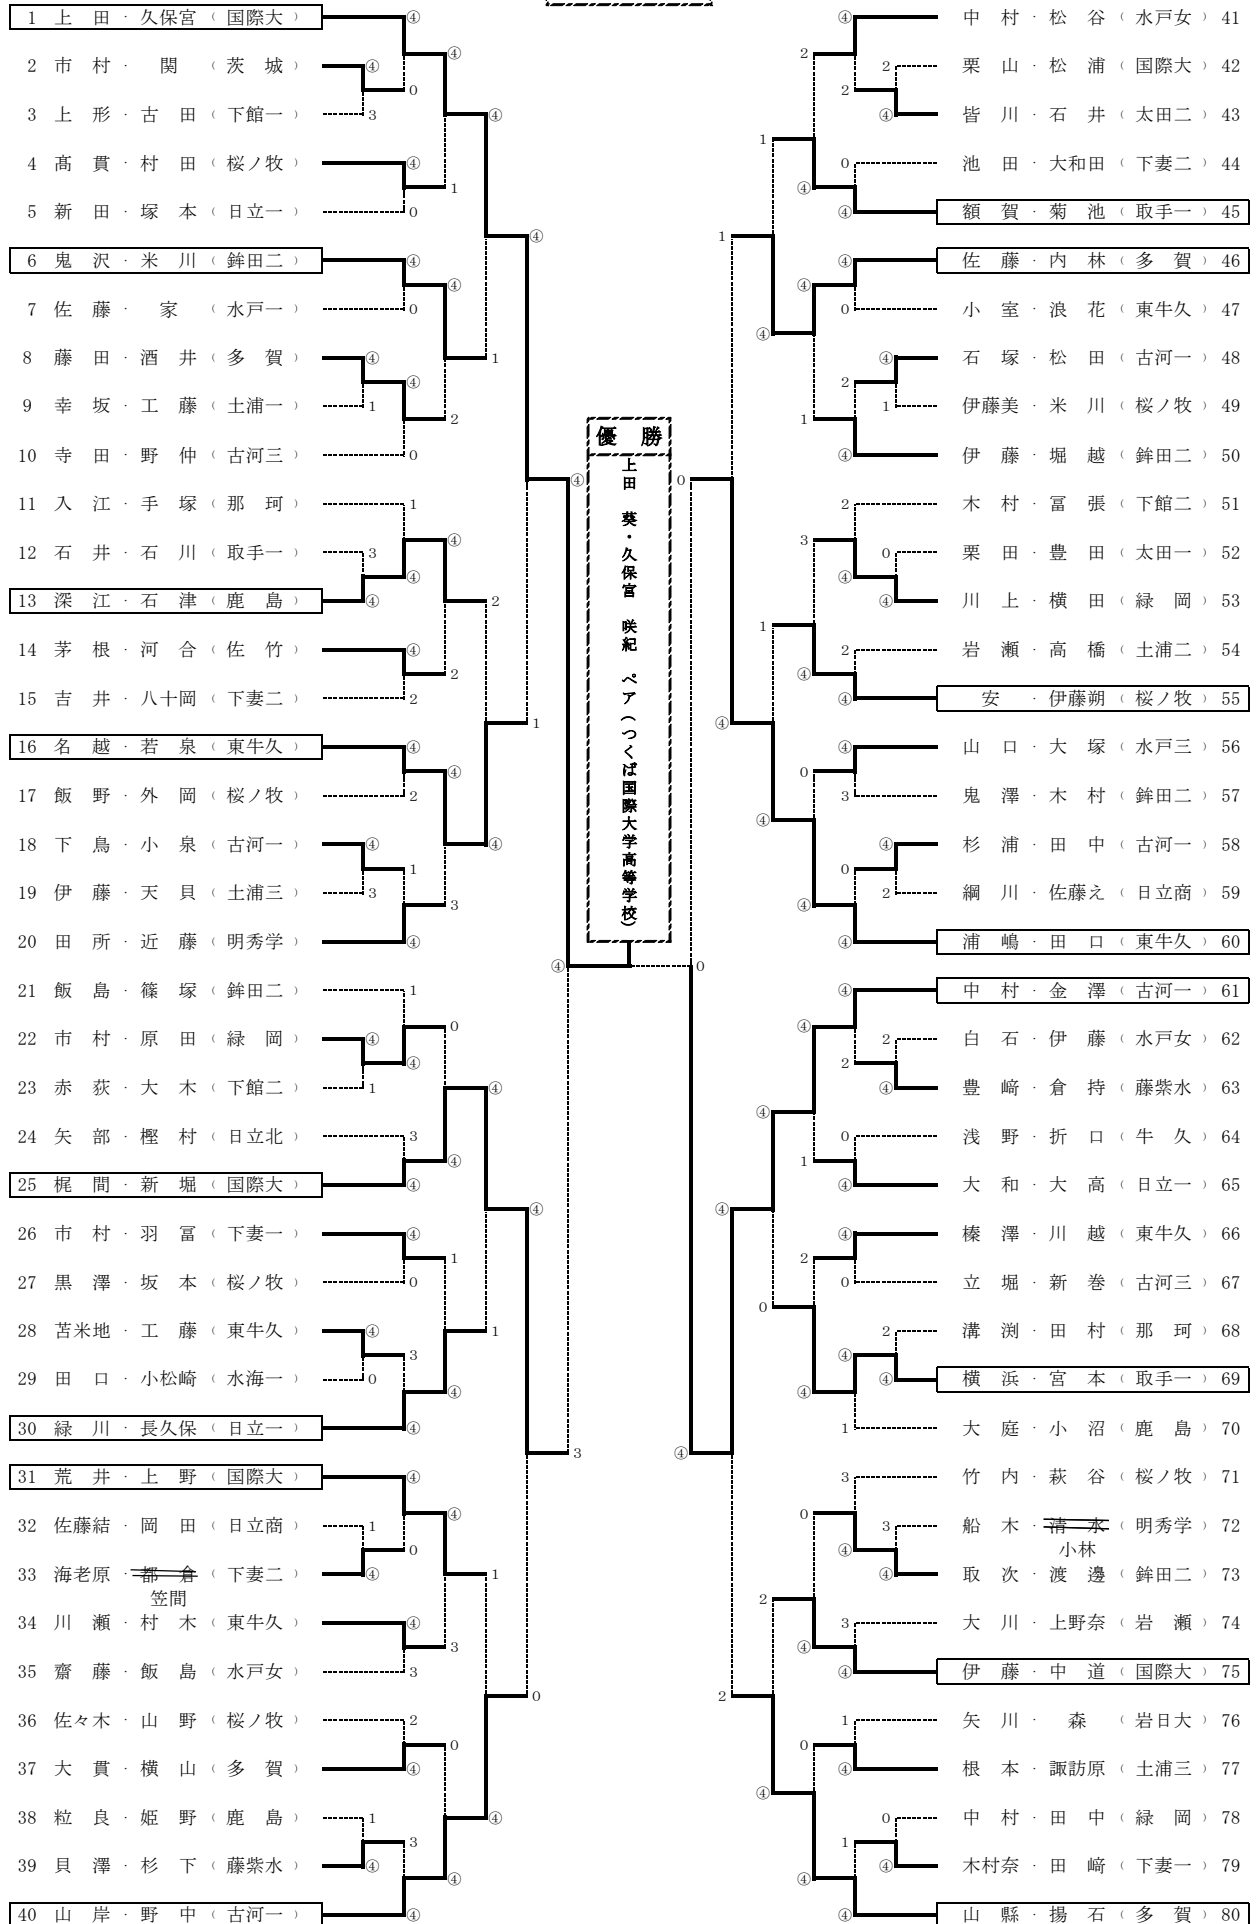 1 上 田 · 久保宮 (国際大)
2 市 村 · 関 (茨 城)
3 上 形 · 古 田 (下館一)
4 髙 貫 · 村 田 (桜ノ牧)
5 新 田 · 塚 本 (日立一)
6 鬼 沢 · 米 川 (鉾田二)
7 佐 藤 · 家 (水戸一)
8 藤 田 · 酒 井 (多 賀)
9 幸 坂 · 工 藤 (土浦一)
10 寺 田 · 野 仲 (古河三)
11 入 江 · 手 塚 (那 珂)
12 石 井 · 石 川 (取手一)
13 深 江 · 石 津 (鹿 島)
14 茅 根 · 河 合 (佐 竹)
15 吉 井 · 八十岡 (下妻二)
16 名 越 · 若 泉 (東牛久)
17 飯 野 · 外 岡 (桜ノ牧)
18 下 鳥 · 小 泉 (古河一)
19 伊 藤 · 天 貝 (土浦三)
20 田 所 · 近 藤 (明秀学)
21 飯 島 · 篠 塚 (鉾田二)
22 市 村 · 原 田 (緑 岡)
23 赤 荻 · 大 木 (下館二)
24 矢 部 · 樫 村 (日立北)
25 梶 間 · 新 堀 (国際大)
26 市 村 · 羽 冨 (下妻一)
27 黒 澤 · 坂 本 (桜ノ牧)
28 苫米地 · 工 藤 (東牛久)
29 田 口 · 小松崎 (水海一)
30 緑 川 · 長久保 (日立一)
31 荒 井 · 上 野 (国際大)
32 佐藤結 · 岡 田 (日立商)
33 海老原 · 都 倉 (下妻二)
笠間
34 川 瀬 · 村 木 (東牛久)
35 齋 藤 · 飯 島 (水戸女)
36 佐々木 · 山 野 (桜ノ牧)
37 大 貫 · 横 山 (多 賀)
38 粒 良 · 姫 野 (鹿 島)
39 貝 澤 · 杉 下 (藤紫水)
40 山 岸 · 野 中 (古河一)
優 勝
上田 葵・久保宮 咲紀 ペア(つくば国際大学高等学校)
中 村 · 松 谷 (水戸女) 41
栗 山 · 松 浦 (国際大) 42
皆 川 · 石 井 (太田二) 43
池 田 · 大和田 (下妻二) 44
額 賀 · 菊 池 (取手一) 45
佐 藤 · 内 林 (多 賀) 46
小 室 · 浪 花 (東牛久) 47
石 塚 · 松 田 (古河一) 48
伊藤美 · 米 川 (桜ノ牧) 49
伊 藤 · 堀 越 (鉾田二) 50
木 村 · 冨 張 (下館二) 51
栗 田 · 豊 田 (太田一) 52
川 上 · 横 田 (緑 岡) 53
岩 瀬 · 高 橋 (土浦二) 54
安 · 伊藤朔 (桜ノ牧) 55
山 口 · 大 塚 (水戸三) 56
鬼 澤 · 木 村 (鉾田二) 57
杉 浦 · 田 中 (古河一) 58
綱 川 · 佐藤え (日立商) 59
浦 嶋 · 田 口 (東牛久) 60
中 村 · 金 澤 (古河一) 61
白 石 · 伊 藤 (水戸女) 62
豊 﨑 · 倉 持 (藤紫水) 63
浅 野 · 折 口 (牛 久) 64
大 和 · 大 高 (日立一) 65
榛 澤 · 川 越 (東牛久) 66
立 堀 · 新 巻 (古河三) 67
溝 渕 · 田 村 (那 珂) 68
横 浜 · 宮 本 (取手一) 69
大 庭 · 小 沼 (鹿 島) 70
竹 内 · 萩 谷 (桜ノ牧) 71
船 木 · 清 水 (明秀学) 72
小林
取 次 · 渡 邊 (鉾田二) 73
大 川 · 上野奈 (岩 瀬) 74
伊 藤 · 中 道 (国際大) 75
矢 川 · 森 (岩日大) 76
根 本 · 諏訪原 (土浦三) 77
中 村 · 田 中 (緑 岡) 78
木村奈 · 田 﨑 (下妻一) 79
山 縣 · 揚 石 (多 賀) 80